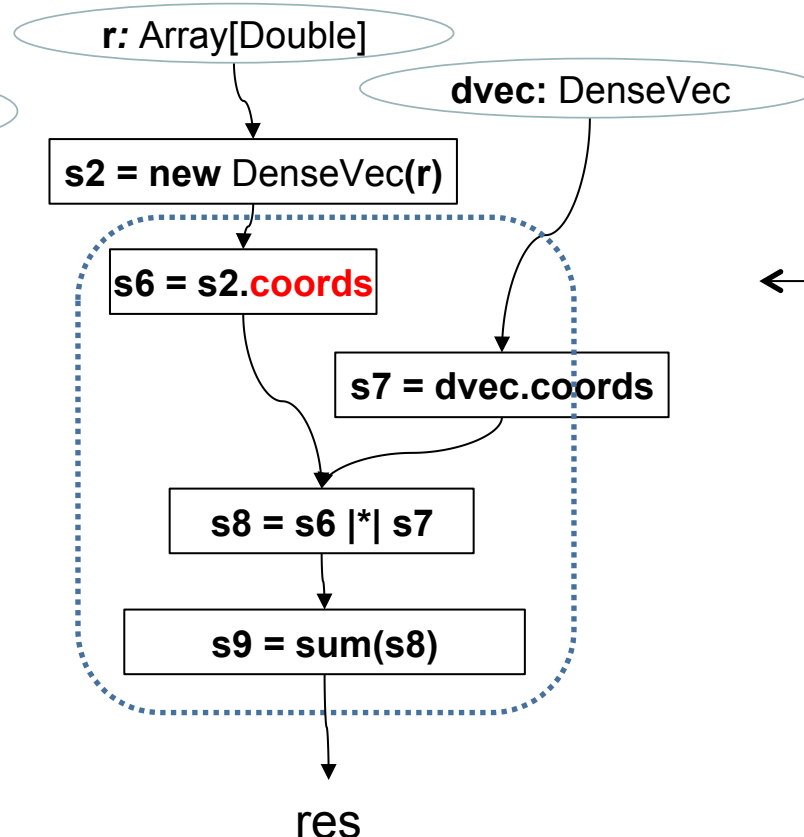 r: Array[Double]
dvec: DenseVec
s2 = new DenseVec(r)
s6 = s2.coords
s7 = dvec.coords
s8 = s6 |*| s7
s9 = sum(s8)
res